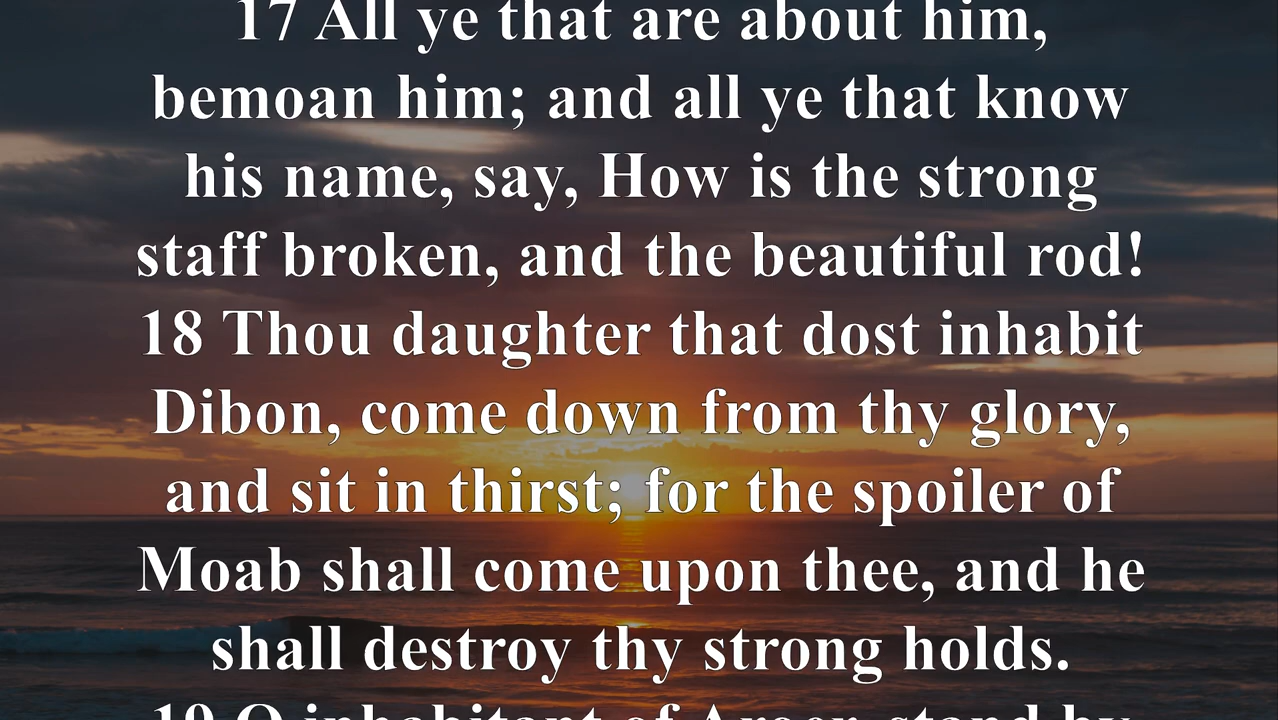 17 All ye that are about him,
bemoan him; and all ye that know
his name, say, How is the strong
staff broken, and the beautiful rod!
18 Thou daughter that dost inhabit
Dibon, come down from thy glory,
and sit in thirst; for the spoiler of
Moab shall come upon thee, and he
shall destroy thy strong holds.
19 O inhabitant of Aroer, stand by